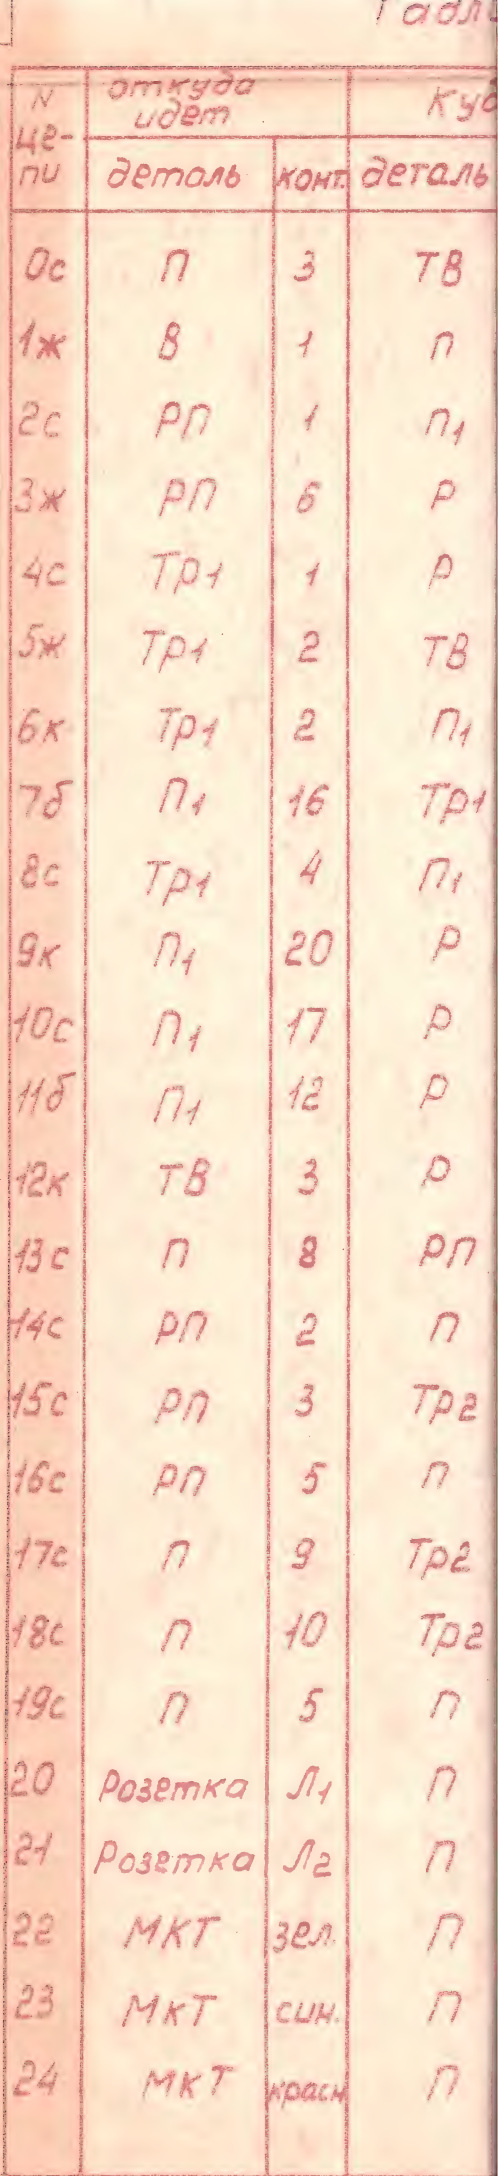 N
це-
пи
откуда
идет
деталь конт. деталь
0с П 3 ТВ
1ж В 1 П
2с РП 1 П1
3ж РП 6 Р
4с Тр1 1 Р
5ж Тр1 2 ТВ
6к Тр1 2 П1
7б П1 16 Тр1
8с Тр1 4 П1
9к П1 20 Р
10с П1 17 Р
11б П1 12 Р
12к ТВ 3 Р
13с П 8 РП
14с РП 2 П
15с РП 3 Тр2
16с РП 5 П
17с П 9 Тр2
18с П 10 Тр2
19с П 5 П
20 Розетка Л1 П
21 Розетка Л2 П
22 МКТ зел. П
23 МкТ син. П
24 МкТ красн П